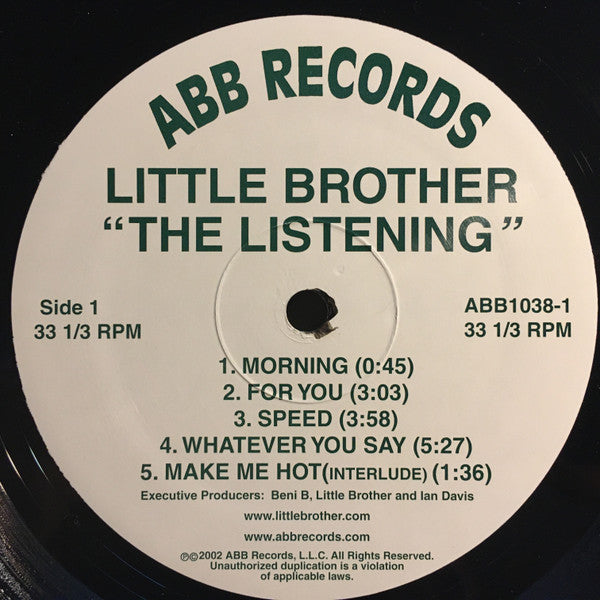 ABB RECORDS
LITTLE BROTHER
“THE LISTENING”
Side 1
33 1/3 RPM
ABB1038-1
33 1/3 RPM
1. MORNING (0:45)
2. FOR YOU (3:03)
3. SPEED (3:58)
4. WHATEVER YOU SAY (5:27)
5. MAKE ME HOT(INTERLUDE) (1:36)
Executive Producers: Beni B, Little Brother and Ian Davis
www.littlebrother.com
www.abbrecords.com
℗©2002 ABB Records, L.L.C. All Rights Reserved.
Unauthorized duplication is a violation
of applicable laws.